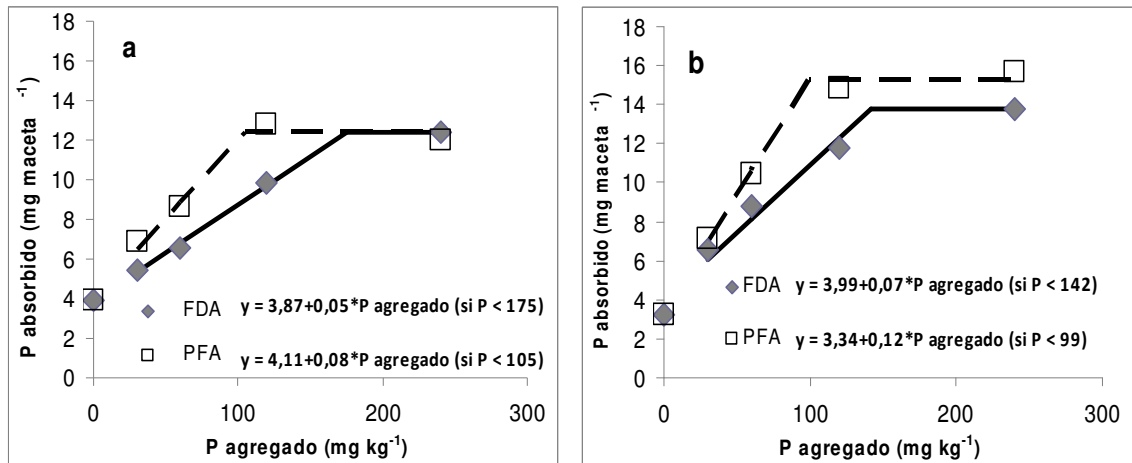 a
P absorbido (mg maceta ⁻¹)
18
16
14
12
10
8
6
4
2
0
FDA y = 3,87+0,05*P agregado (si P < 175)
PFA y = 4,11+0,08*P agregado (si P < 105)
0 100 200 300
P agregado (mg kg⁻¹)
b
P absorbido (mg maceta ⁻¹)
18
16
14
12
10
8
6
4
2
0
FDA y = 3,99+0,07*P agregado (si P < 142)
PFA y = 3,34+0,12*P agregado (si P < 99)
0 100 200 300
P agregado (mg kg⁻¹)